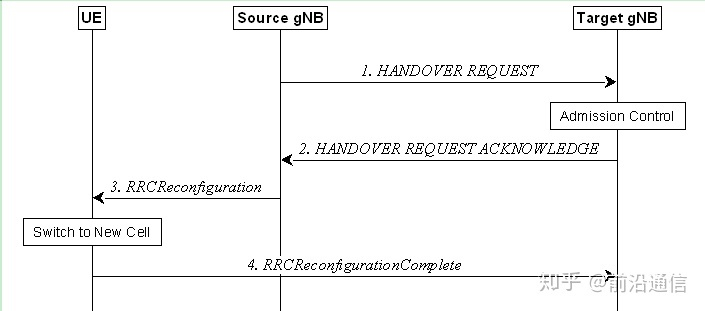 UE
Source gNB
Target gNB
1. HANDOVER REQUEST
Admission Control
2. HANDOVER REQUEST ACKNOWLEDGE
3. RRCReconfiguration
Switch to New Cell
4. RRCReconfigurationComplete
知乎 @前沿通信